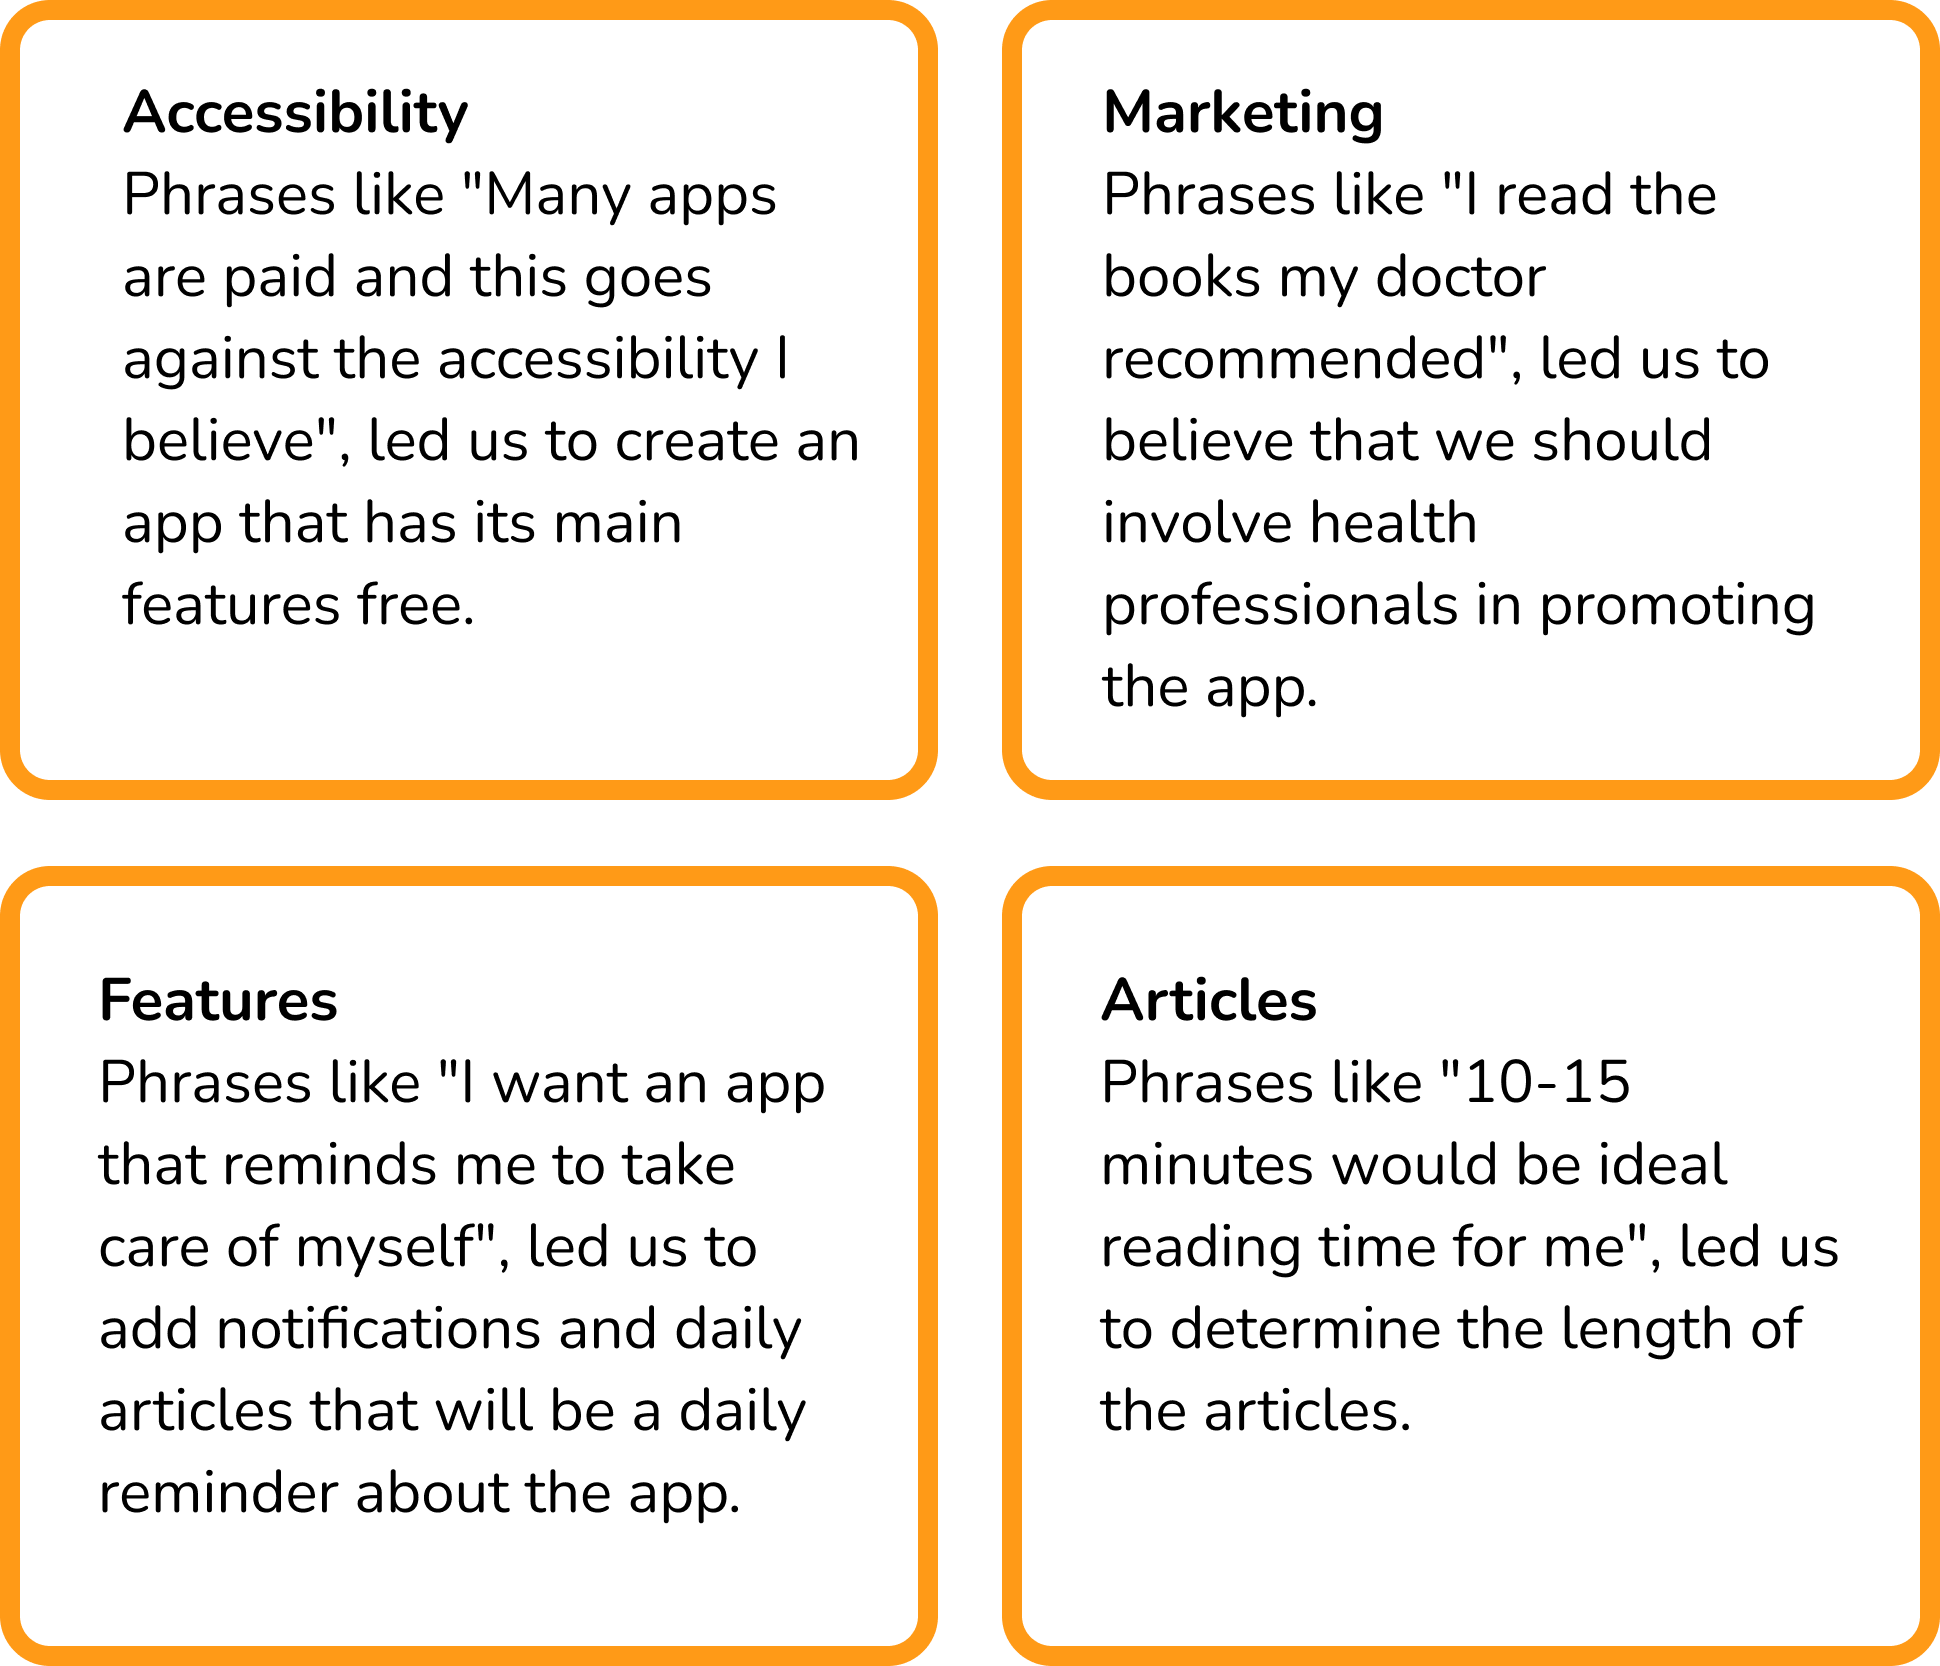 Accessibility
Phrases like "Many apps
are paid and this goes
against the accessibility I
believe", led us to create an
app that has its main
features free.
Marketing
Phrases like "I read the
books my doctor
recommended", led us to
believe that we should
involve health
professionals in promoting
the app.
Features
Phrases like "I want an app
that reminds me to take
care of myself", led us to
add notifications and daily
articles that will be a daily
reminder about the app.
Articles
Phrases like "10-15
minutes would be ideal
reading time for me", led us
to determine the length of
the articles.